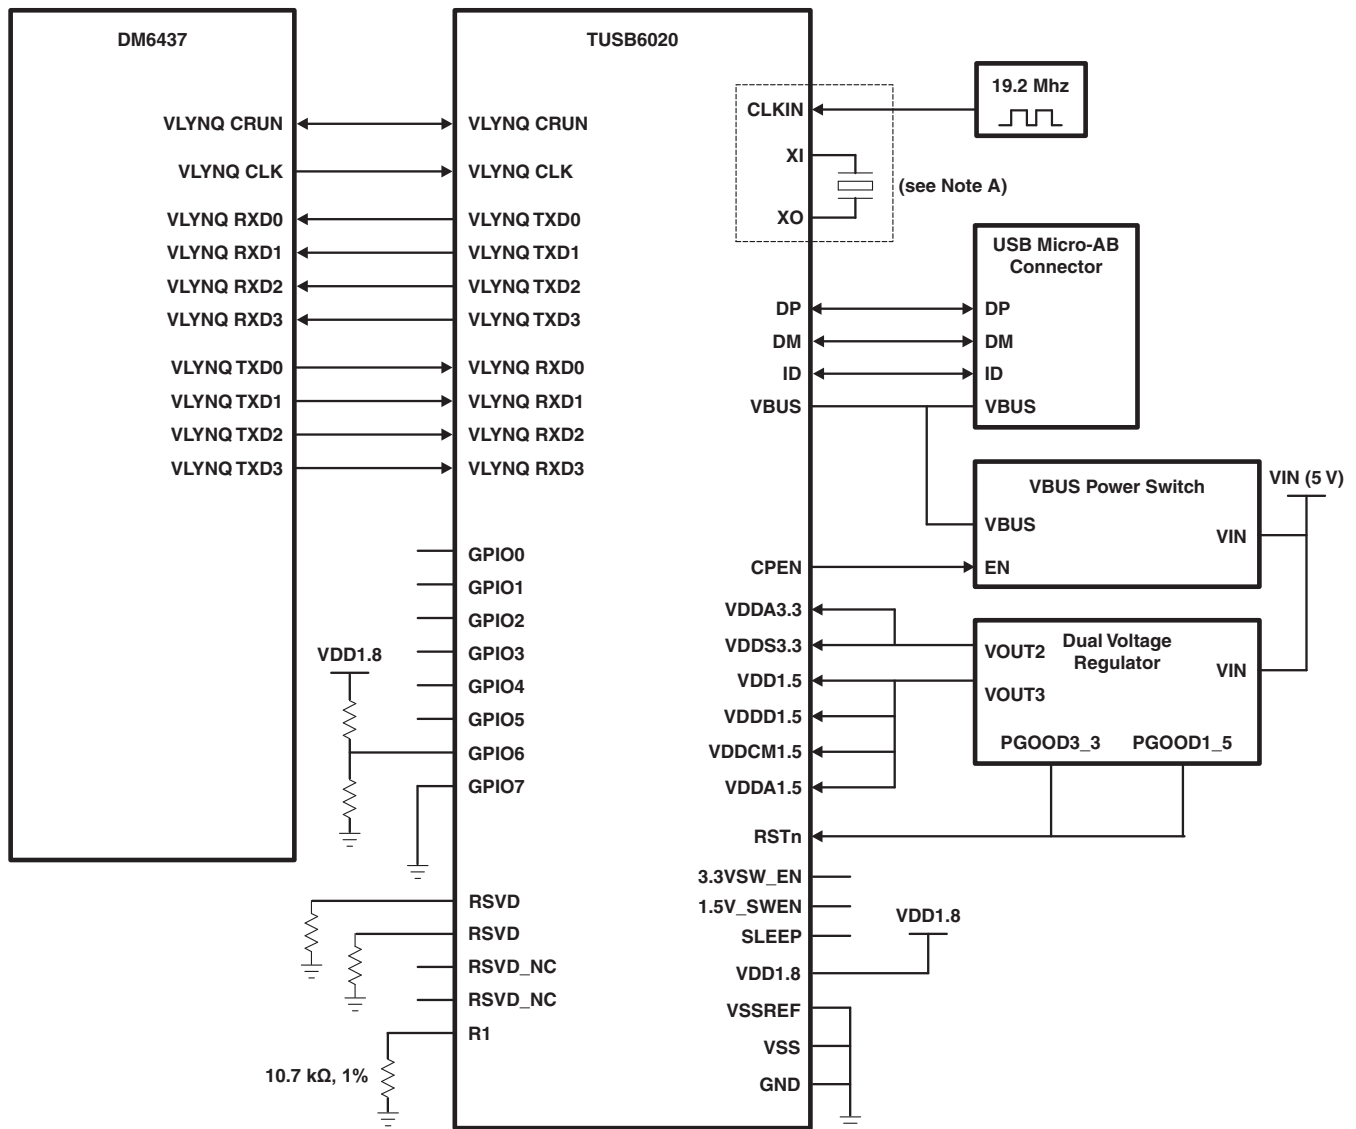 DM6437
VLYNQ CRUN
VLYNQ CLK
VLYNQ RXD0
VLYNQ RXD1
VLYNQ RXD2
VLYNQ RXD3
VLYNQ TXD0
VLYNQ TXD1
VLYNQ TXD2
VLYNQ TXD3
TUSB6020
VLYNQ CRUN
VLYNQ CLK
VLYNQ TXD0
VLYNQ TXD1
VLYNQ TXD2
VLYNQ TXD3
VLYNQ RXD0
VLYNQ RXD1
VLYNQ RXD2
VLYNQ RXD3
GPIO0
GPIO1
GPIO2
GPIO3
GPIO4
GPIO5
GPIO6
GPIO7
VDD1.8
RSVD
RSVD
RSVD_NC
RSVD_NC
R1
10.7 kΩ, 1%
CLKIN
XI
XO
DP
DM
ID
VBUS
CPEN
VDDA3.3
VDDS3.3
VDD1.5
VDDD1.5
VDDCM1.5
VDDA1.5
RSTn
3.3VSW_EN
1.5V_SWEN
SLEEP
VDD1.8
VSSREF
VSS
GND
VDD1.8
19.2 Mhz
(see Note A)
USB Micro-AB
Connector
DP
DM
ID
VBUS
VBUS Power Switch
VBUS
EN
VIN
VIN (5 V)
Dual Voltage
Regulator
VOUT2
VOUT3
VIN
PGOOD3_3
PGOOD1_5